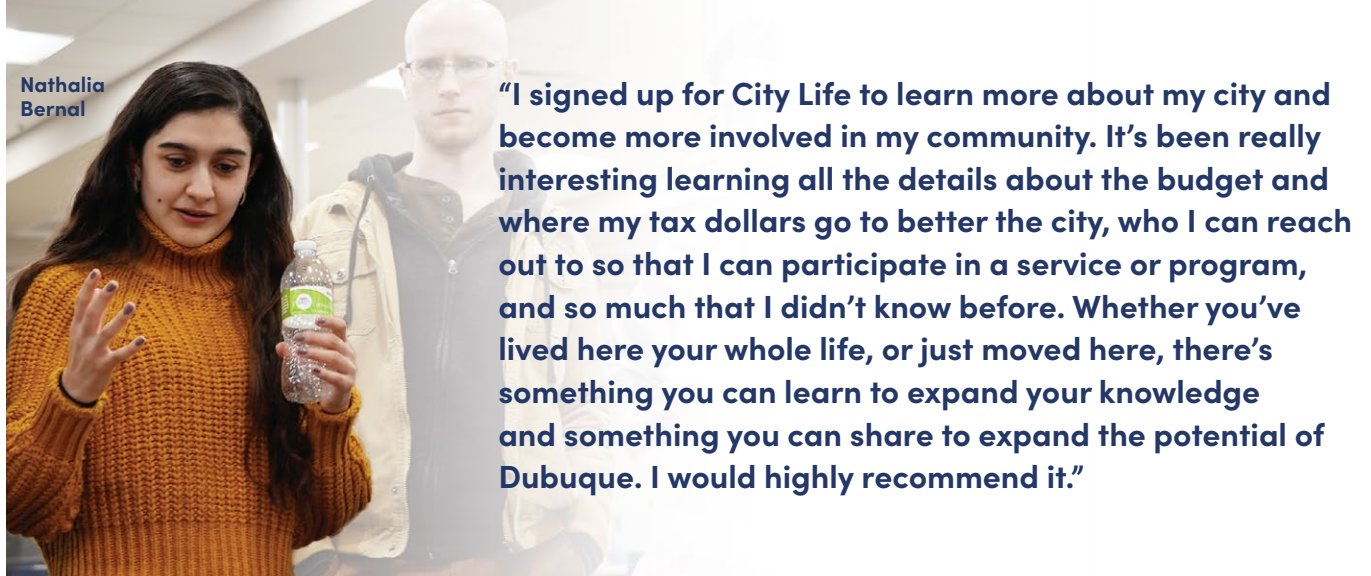 Nathalia
Bernal
“I signed up for City Life to learn more about my city and
become more involved in my community. It’s been really
interesting learning all the details about the budget and
where my tax dollars go to better the city, who I can reach
out to so that I can participate in a service or program,
and so much that I didn’t know before. Whether you’ve
lived here your whole life, or just moved here, there’s
something you can learn to expand your knowledge
and something you can share to expand the potential of
Dubuque. I would highly recommend it.”